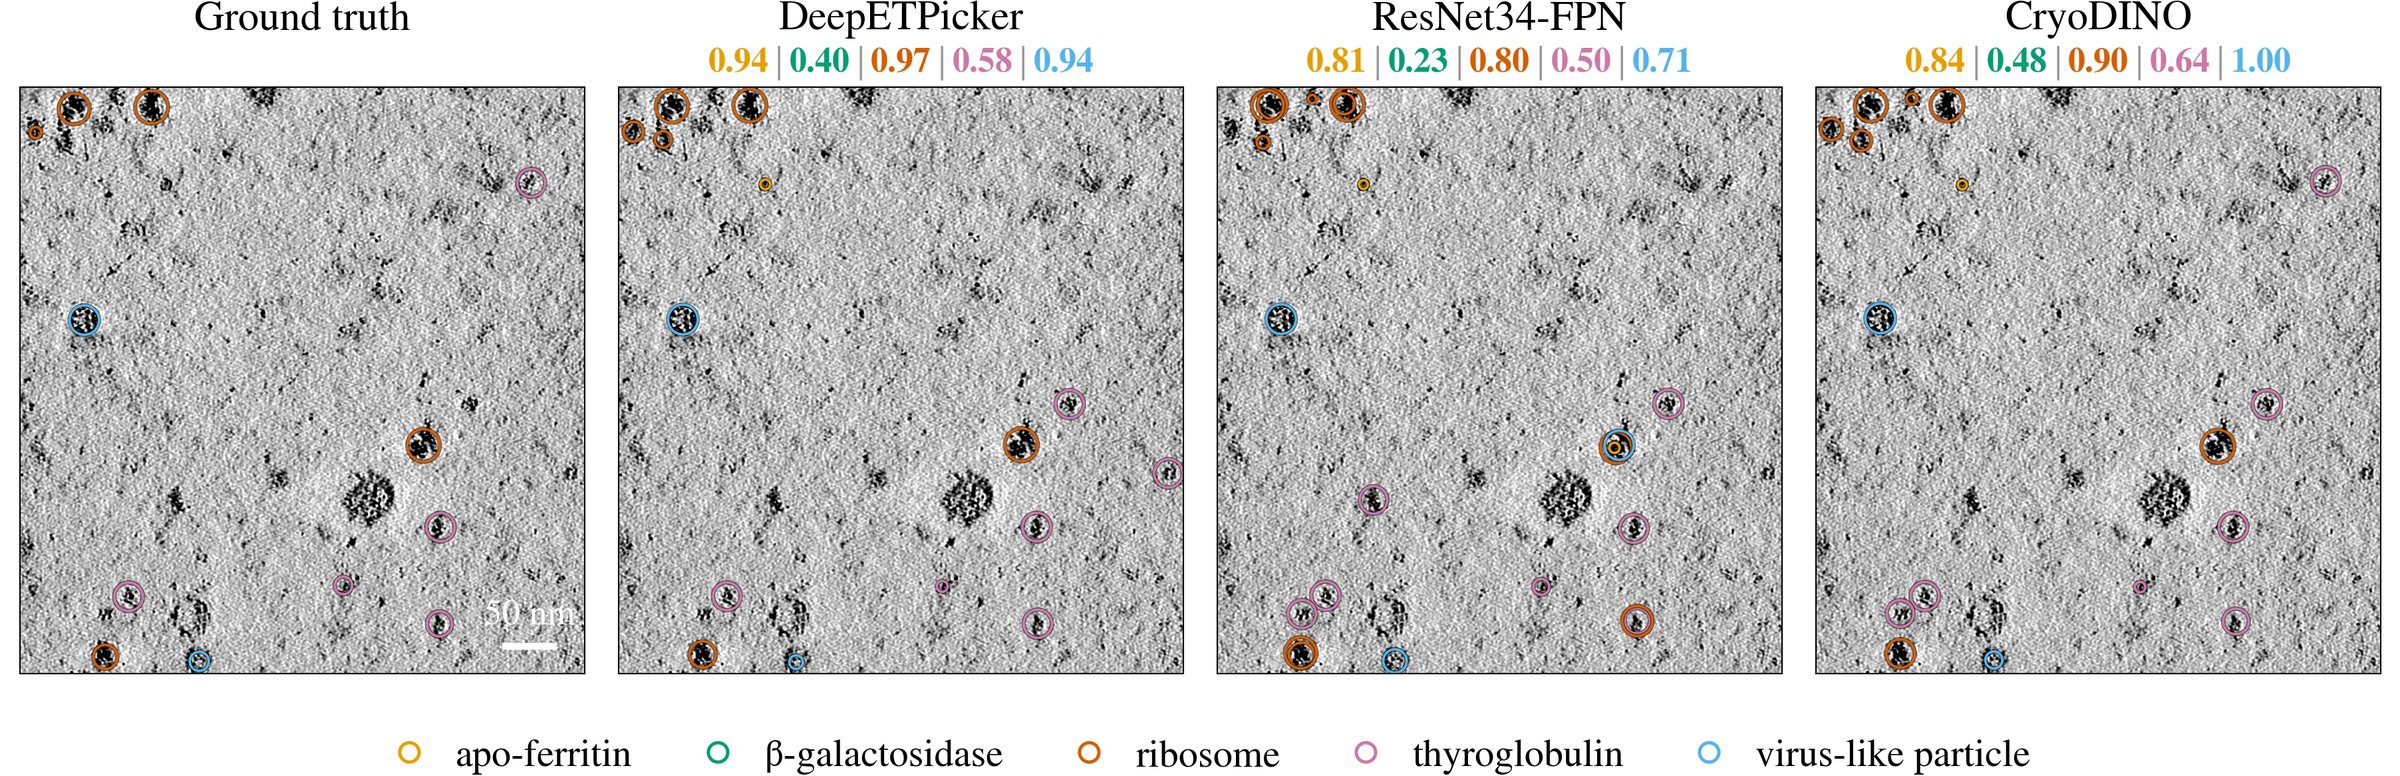 Ground truth
DeepETPicker
ResNet34-FPN
CryoDINO
0.94 | 0.40 | 0.97 | 0.58 | 0.94
0.81 | 0.23 | 0.80 | 0.50 | 0.71
0.84 | 0.48 | 0.90 | 0.64 | 1.00
50 nm
apo-ferritin
β-galactosidase
ribosome
thyroglobulin
virus-like particle